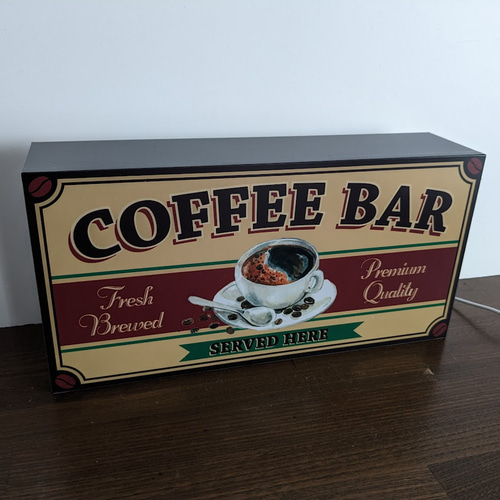 COFFEE BAR
Fresh
Brewed
Premium
Quality
SERVED HERE